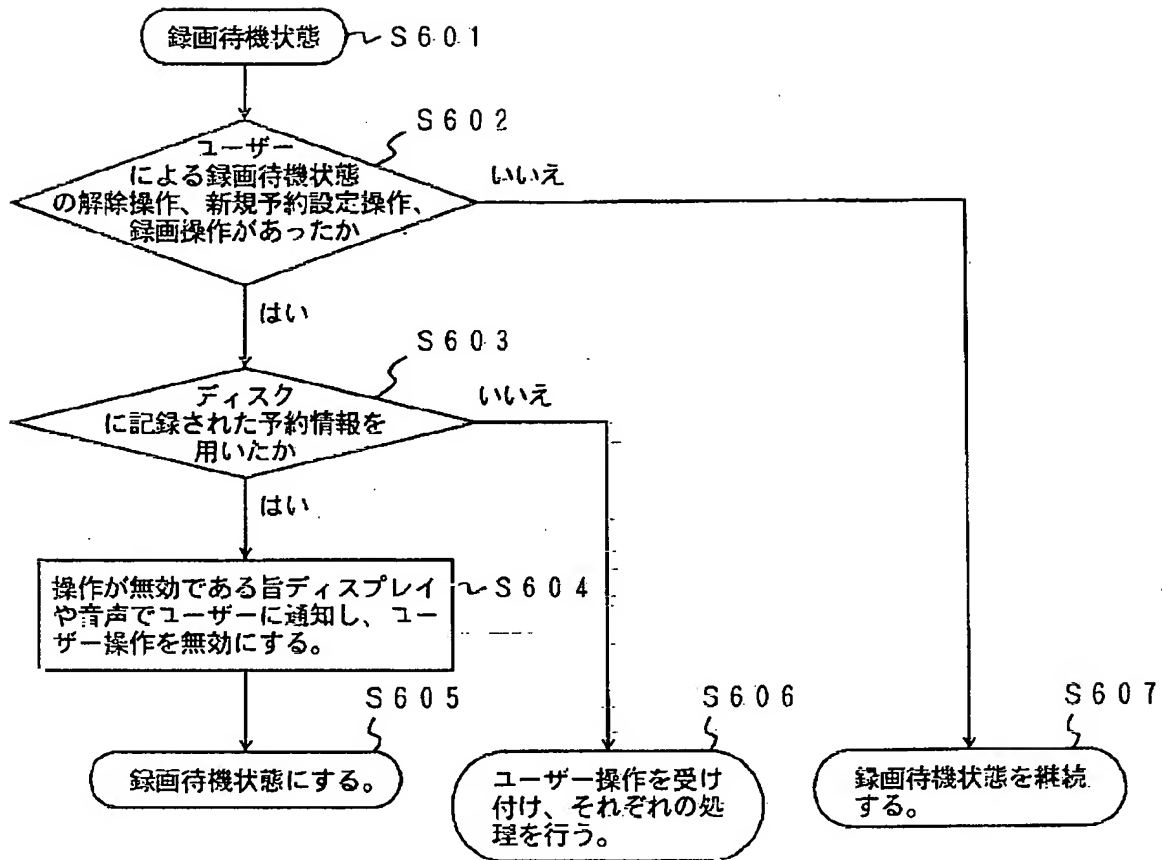 録画待機状態
S601
S602
ユーザー
による録画待機状態
の解除操作、新規予約設定操作、
録画操作があったか
いいえ
はい
S603
ディスク
に記録された予約情報を
用いたか
いいえ
はい
操作が無効である旨ディスプレイ
や音声でユーザーに通知し、ユー
ザー操作を無効にする。
S604
S605
録画待機状態にする。
S606
ユーザー操作を受け
付け、それぞれの処
理を行う。
S607
録画待機状態を継続
する。